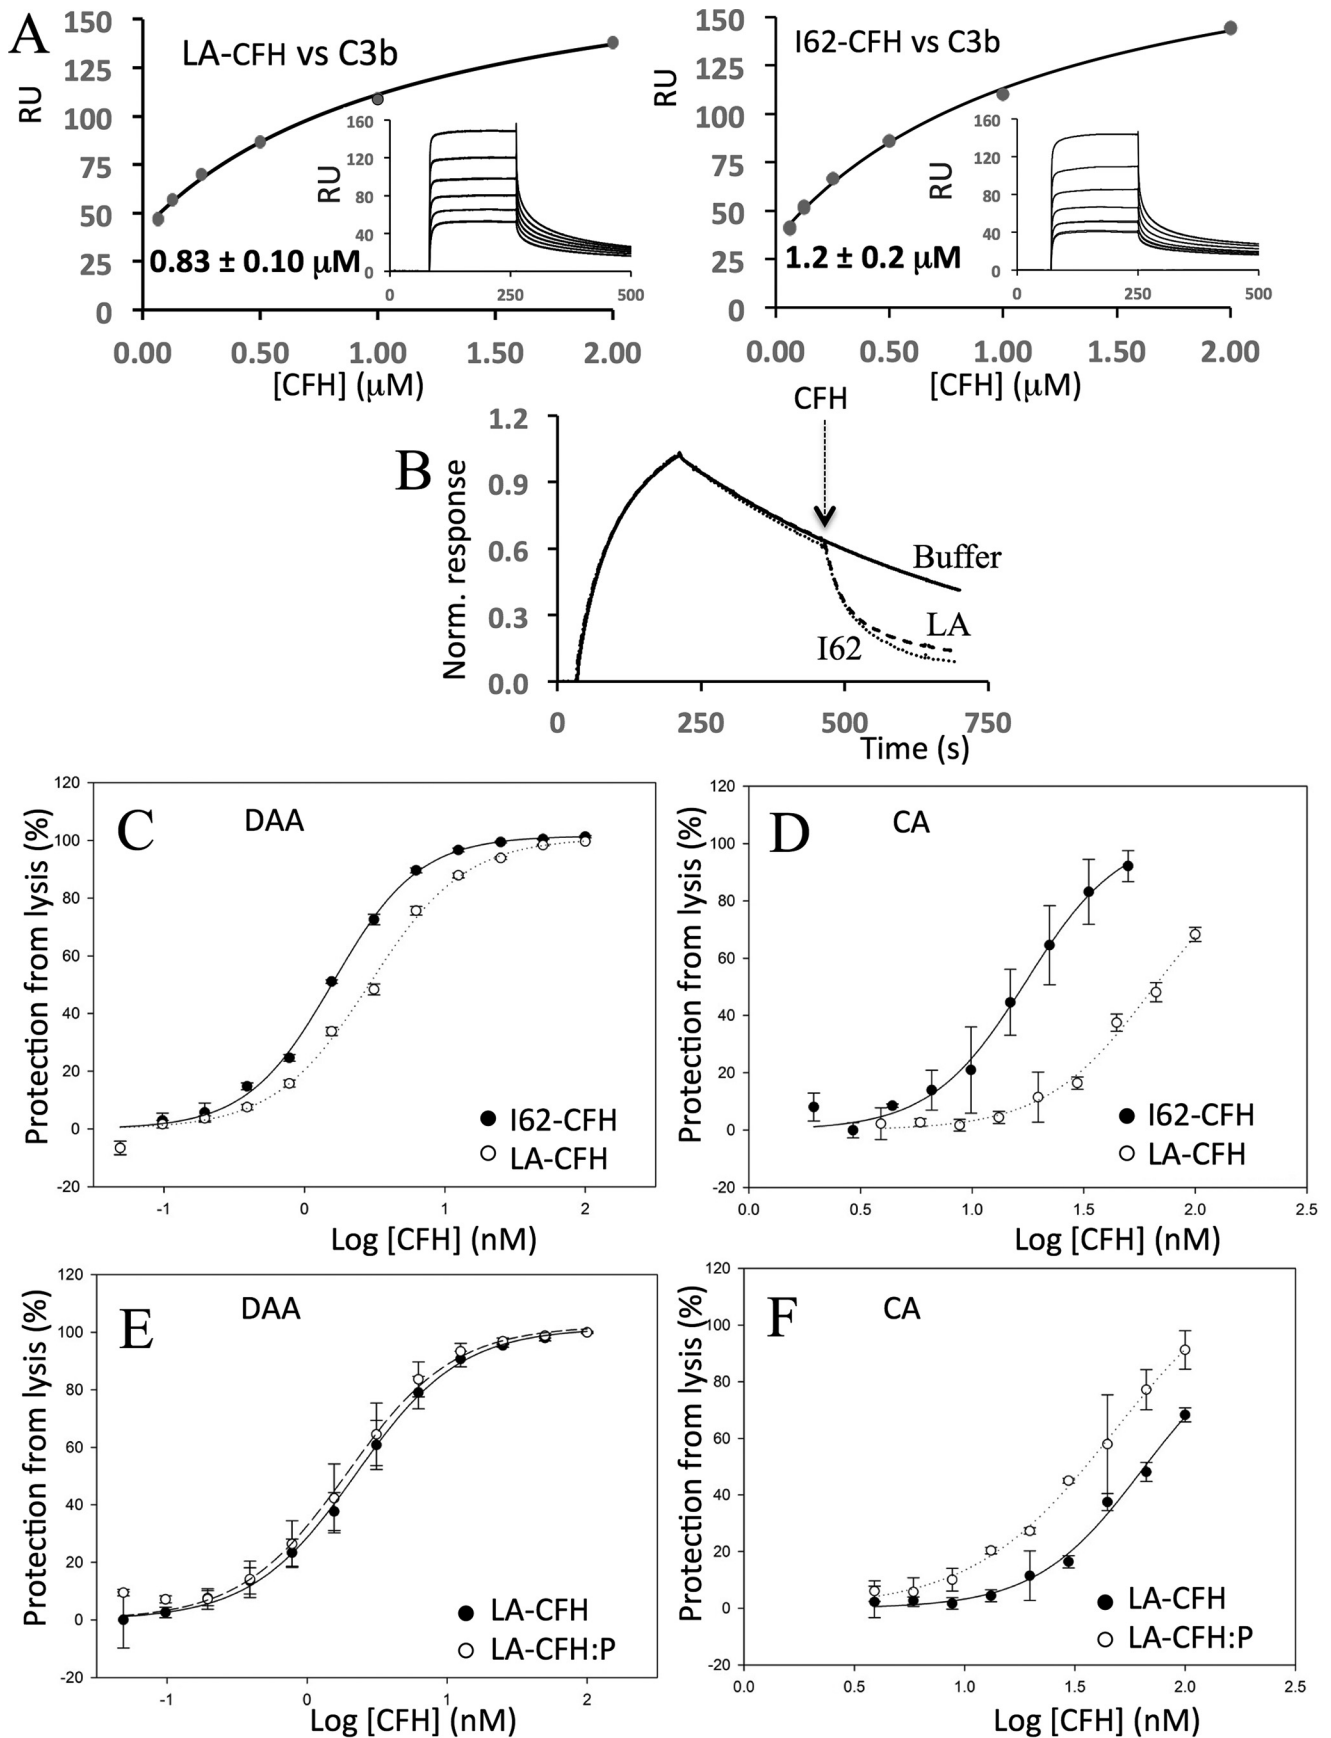 A
LA-CFH vs C3b
RU
150
125
100
75
50
25
0
0.83 ± 0.10 µM
RU
160
120
80
40
0
0
250
500
0.00
0.50
1.00
1.50
2.00
[CFH] (µM)
I62-CFH vs C3b
RU
150
125
100
75
50
25
0
1.2 ± 0.2 µM
RU
160
120
80
40
0
0
250
500
0.00
0.50
1.00
1.50
2.00
[CFH] (µM)
B
Norm. response
1.2
0.9
0.6
0.3
0.0
CFH
Buffer
LA
I62
0
250
500
750
Time (s)
C
DAA
Protection from lysis (%)
120
100
80
60
40
20
0
-20
I62-CFH
LA-CFH
-1
0
1
2
Log [CFH] (nM)
D
CA
Protection from lysis (%)
120
100
80
60
40
20
0
-20
I62-CFH
LA-CFH
0.0
0.5
1.0
1.5
2.0
2.5
Log [CFH] (nM)
E
DAA
Protection from lysis (%)
120
100
80
60
40
20
0
-20
LA-CFH
LA-CFH:P
-1
0
1
2
Log [CFH] (nM)
F
CA
Protection from lysis (%)
120
100
80
60
40
20
0
-20
LA-CFH
LA-CFH:P
0.0
0.5
1.0
1.5
2.0
2.5
Log [CFH] (nM)